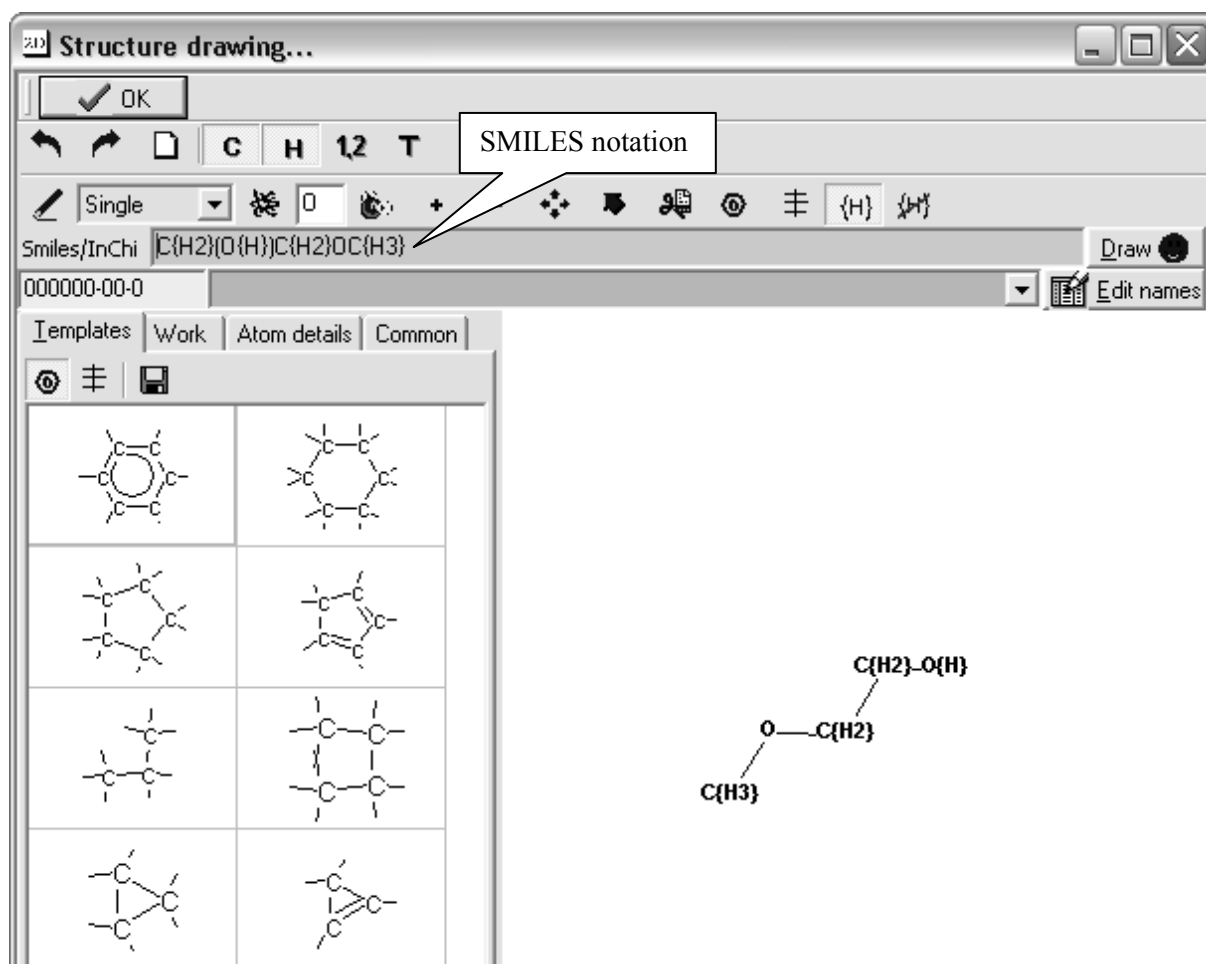 2D Structure drawing...
OK
C H 1,2 T
SMILES notation
Single 0 + {H} {H}
Smiles/InChi C{H2}(O{H})C{H2}OC{H3} Draw
000000-00-0 Edit names
Templates Work Atom details Common
C C C C C C
C C C C C C
C C C C C
C C C C C
C C C
C C C C
C C C
C C C
C{H2} O{H}
O C{H2}
C{H3}